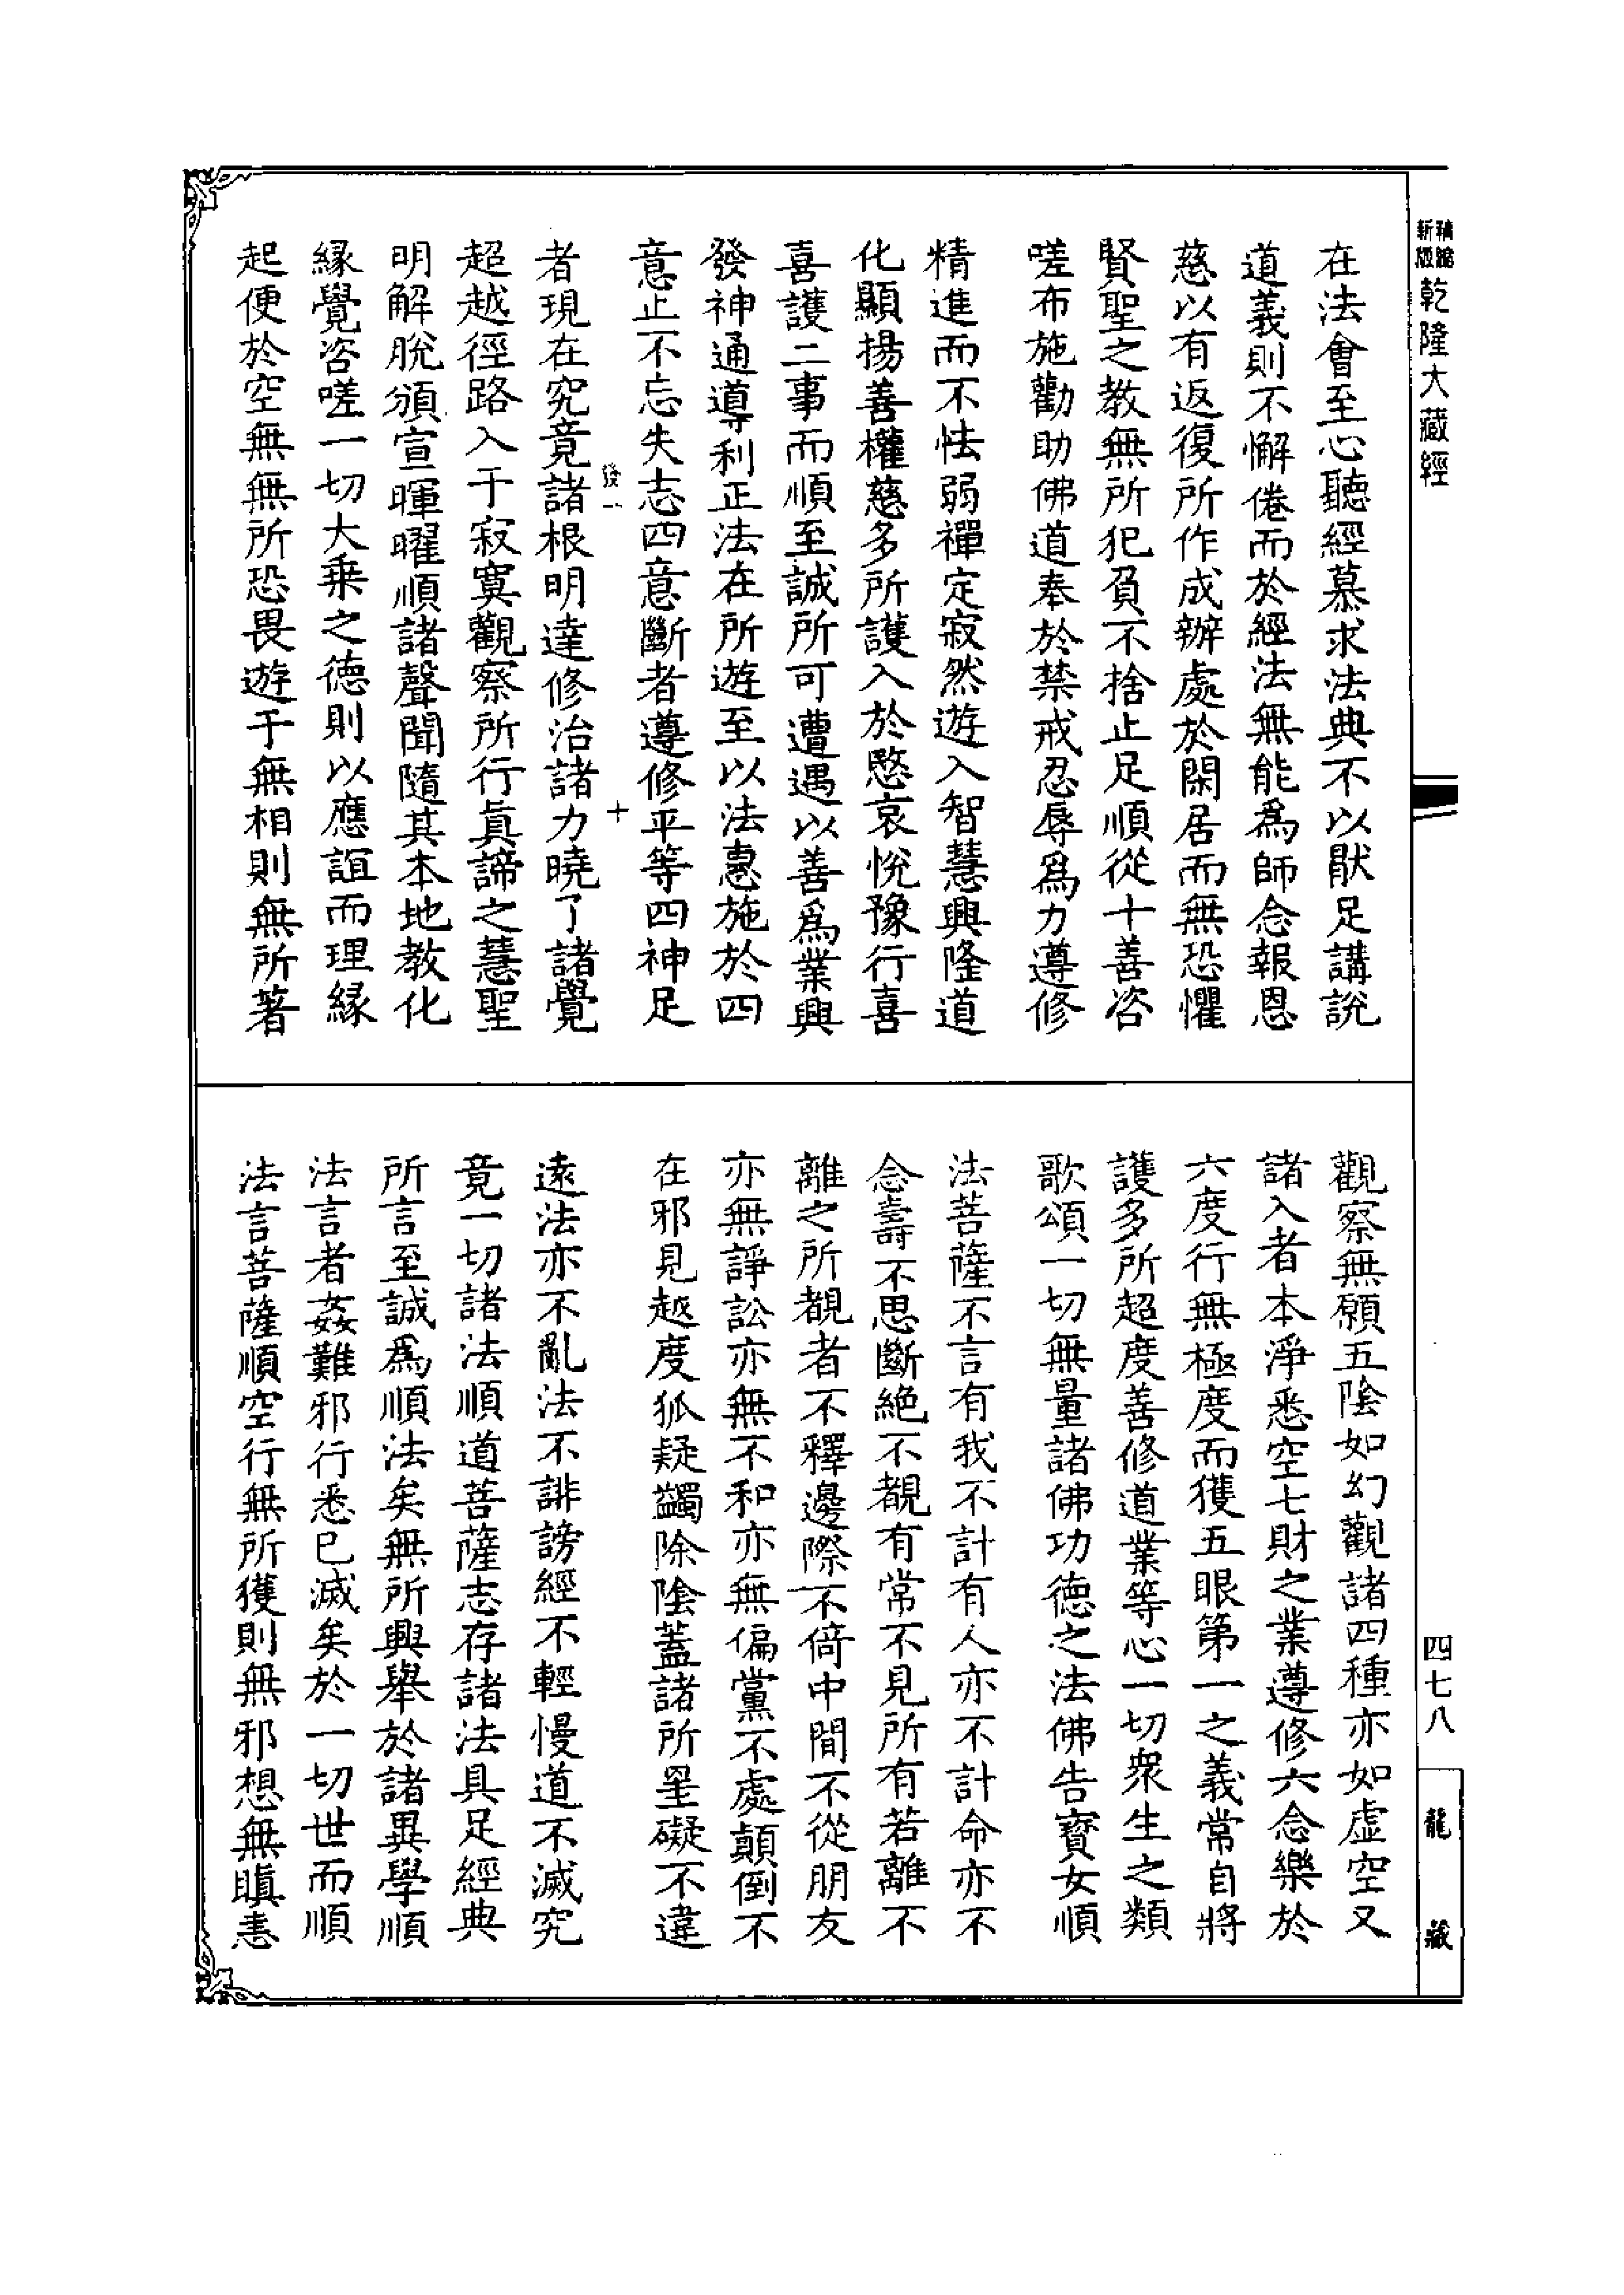 新版精縮乾隆大藏經
在法會至心聽經慕求法典不以猒足講說
道義則不懈倦而於經法無能爲師念報恩
慈以有返復所作成辦處於閑居而無恐懼
賢聖之教無所犯負不捨止足順從十善咨
嗟布施勸助佛道奉於禁戒忍辱爲力遵修
精進而不怯弱禪定寂然遊入智慧興隆道
化顯揚善權慈多所護入於愍哀悅豫行喜
喜護二事而順至誠所可遭遇以善爲業興
發神通導利正法在所遊至以法惠施於四
意止不忘失志四意斷者遵修平等四神足
十
者現在究竟諸根明達修治諸力曉了諸覺
超越徑路入于寂寞觀察所行眞諦之慧聖
明解脫頒宣暉曜順諸聲聞隨其本地教化
緣覺咨嗟一切大乘之德則以應誼而理緣
起便於空無無所恐畏遊于無相則無所著
觀察無願五陰如幻觀諸四種亦如虛空又
諸入者本淨悉空七財之業遵修六念樂於
六度行無極度而獲五眼第一之義常自將
護多所超度善修道業等心一切衆生之類
歌頌一切無量諸佛功德之法佛告寶女順
法菩薩不言有我不計有人亦不計命亦不
念壽不思斷絕不覩有常不見所有若離不
離之所覩者不釋邊際不倚中間不從朋友
亦無諍訟亦無不和亦無偏黨不處顛倒不
在邪見越度狐疑蠲除陰蓋諸所罣礙不違
遠法亦不亂法不誹謗經不輕慢道不滅究
竟一切諸法順道菩薩志存諸法具足經典
所言至誠爲順法矣無所興舉於諸異學順
法言者姦難邪行悉已滅矣於一切世而順
法言菩薩順空行無所獲則無邪想無瞋恚
四七八
龍藏